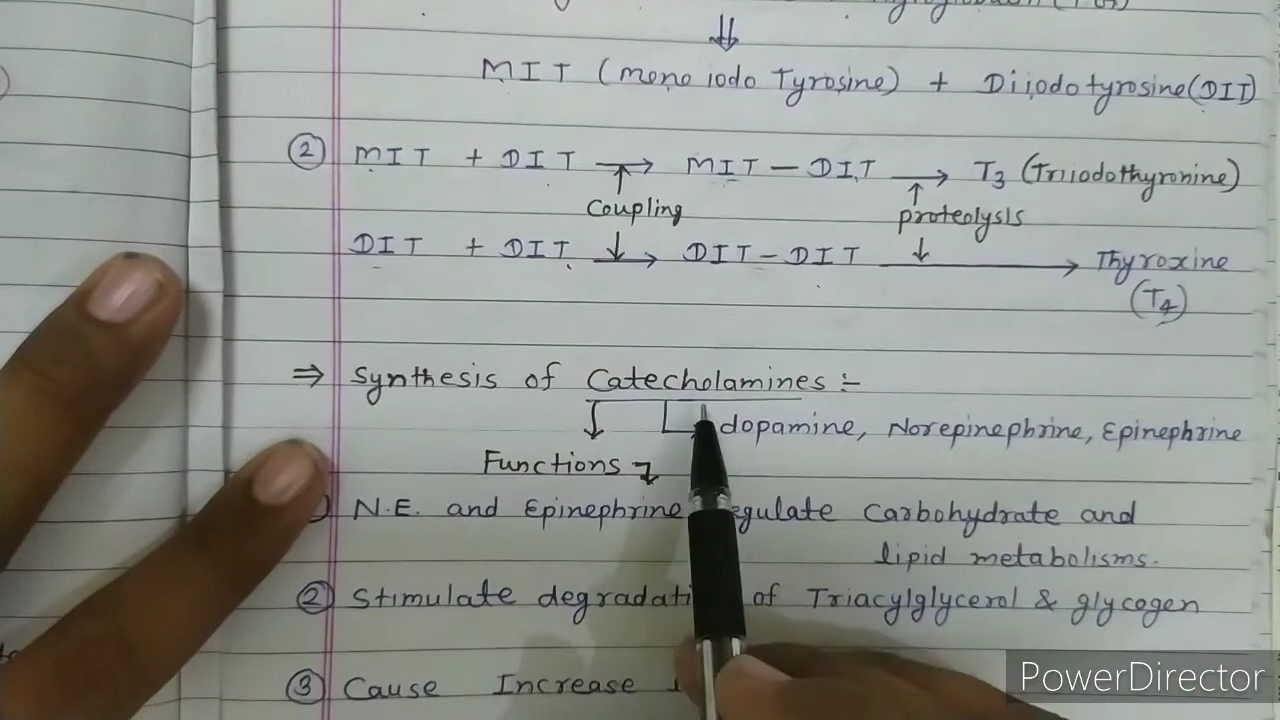 ⇓
MIT (mono iodo Tyrosine) + Diiodotyrosine(DIT)
② MIT + DIT → MIT - DIT → T3 (Triiodothyronine)
↑ Coupling ↑ proteolysis
DIT + DIT → DIT - DIT → Thyroxine
(T4)
⇒ Synthesis of Catecholamines :-
dopamine, Norepinephrine, Epinephrine
Functions
N.E. and Epinephrine regulate Carbohydrate and
lipid metabolisms.
② Stimulate degradati of Triacylglycerol & glycogen
③ Cause Increase
PowerDirector